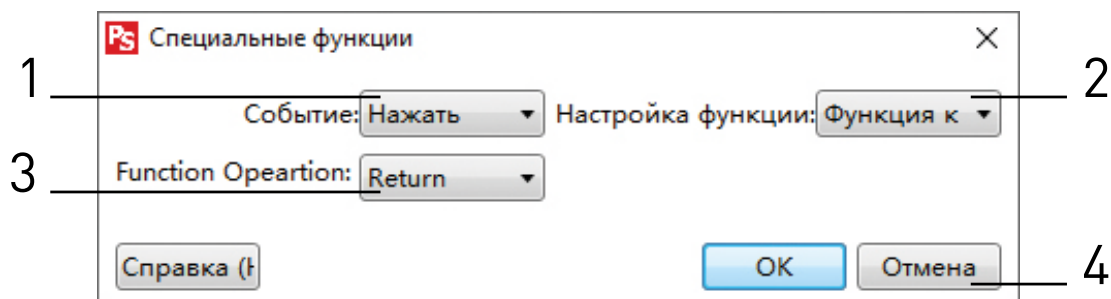 PS Специальные функции
1 Событие: Нажать Настройка функции: Функция к 2
3 Function Opeartion: Return
Справка (H OK Отмена 4